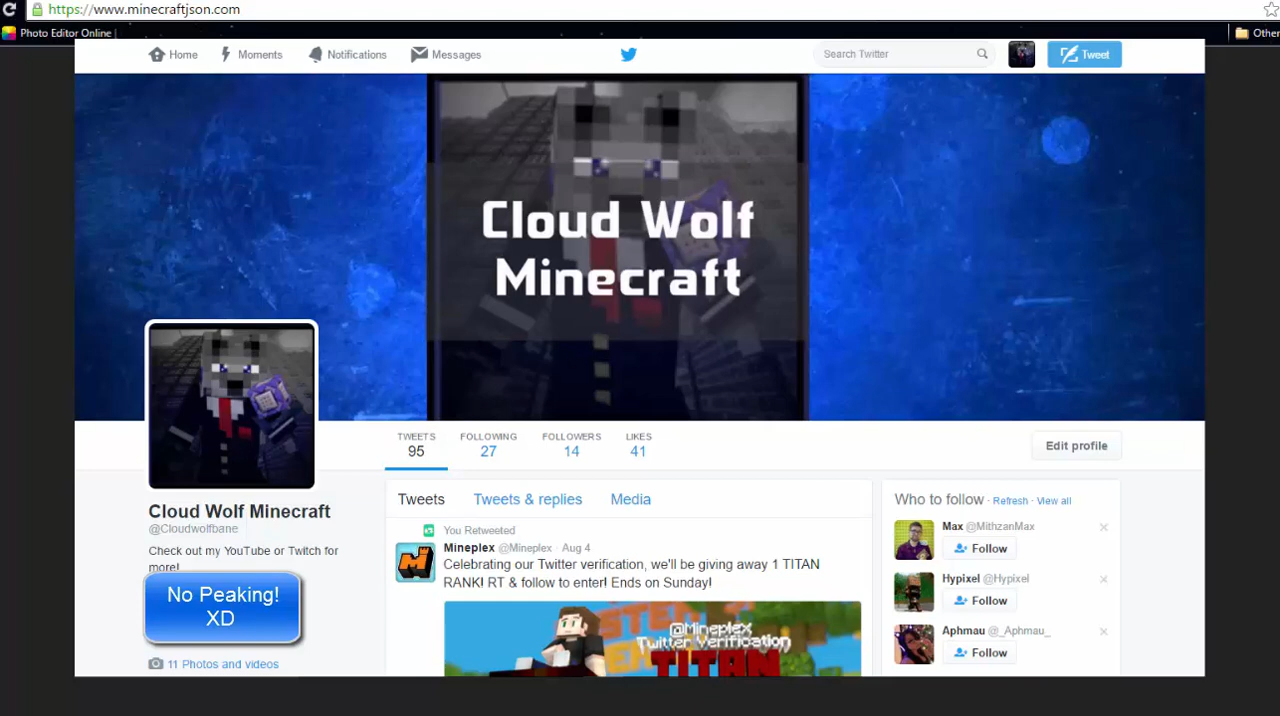 https://www.minecraftjson.com
Photo Editor Online
Other
Home
Moments
Notifications
Messages
Search Twitter
Tweet
Cloud Wolf
Minecraft
TWEETS
95
FOLLOWING
27
FOLLOWERS
14
LIKES
41
Edit profile
Cloud Wolf Minecraft
@Cloudwolfbane
Check out my YouTube or Twitch for
more!
No Peaking!
XD
11 Photos and videos
Tweets
Tweets & replies
Media
You Retweeted
Mineplex @Mineplex · Aug 4
Celebrating our Twitter verification, we'll be giving away 1 TITAN
RANK! RT & follow to enter! Ends on Sunday!
@Mineplex
Twitter Verification
TITAN
Who to follow · Refresh · View all
Max @MithzanMax
Follow
Hypixel @Hypixel
Follow
Aphmau @_Aphmau_
Follow